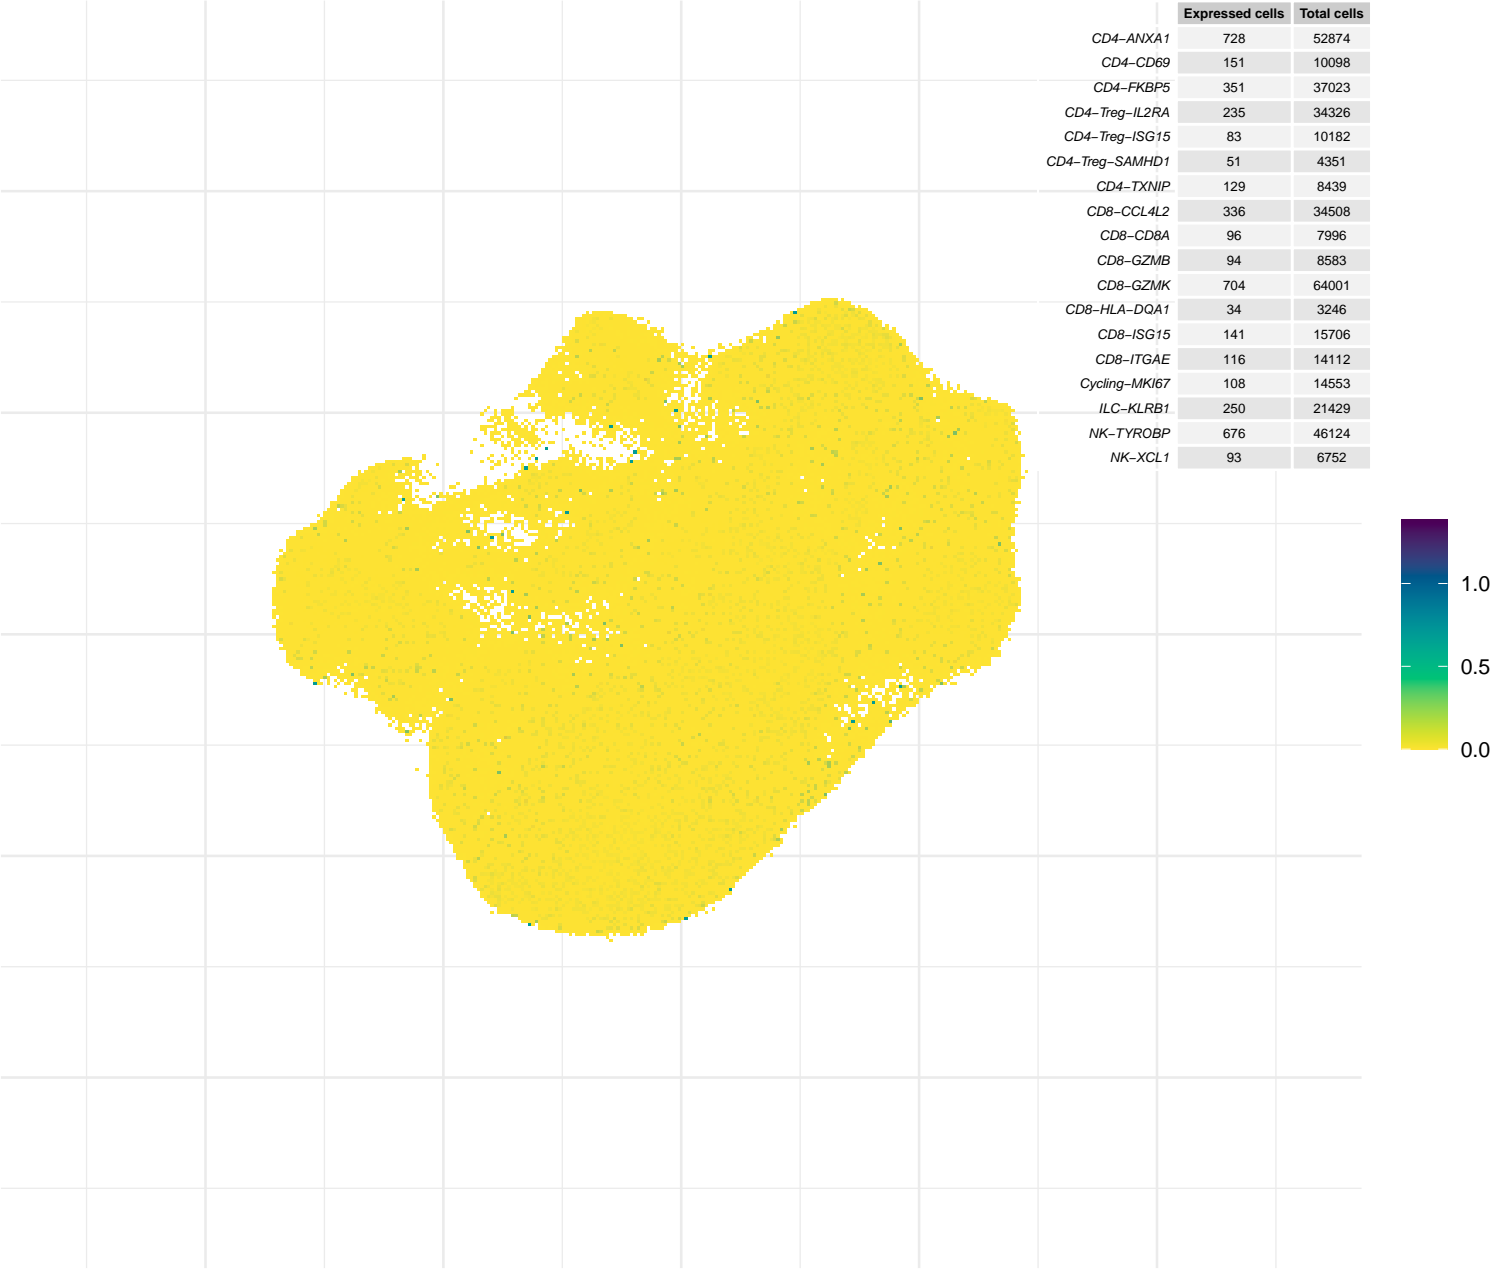 Expressed cells Total cells
CD4−ANXA1 728 52874
CD4−CD69 151 10098
CD4−FKBP5 351 37023
CD4−Treg−IL2RA 235 34326
CD4−Treg−ISG15 83 10182
CD4−Treg−SAMHD1 51 4351
CD4−TXNIP 129 8439
CD8−CCL4L2 336 34508
CD8−CD8A 96 7996
CD8−GZMB 94 8583
CD8−GZMK 704 64001
CD8−HLA−DQA1 34 3246
CD8−ISG15 141 15706
CD8−ITGAE 116 14112
Cycling−MKI67 108 14553
ILC−KLRB1 250 21429
NK−TYROBP 676 46124
NK−XCL1 93 6752
1.0
0.5
0.0